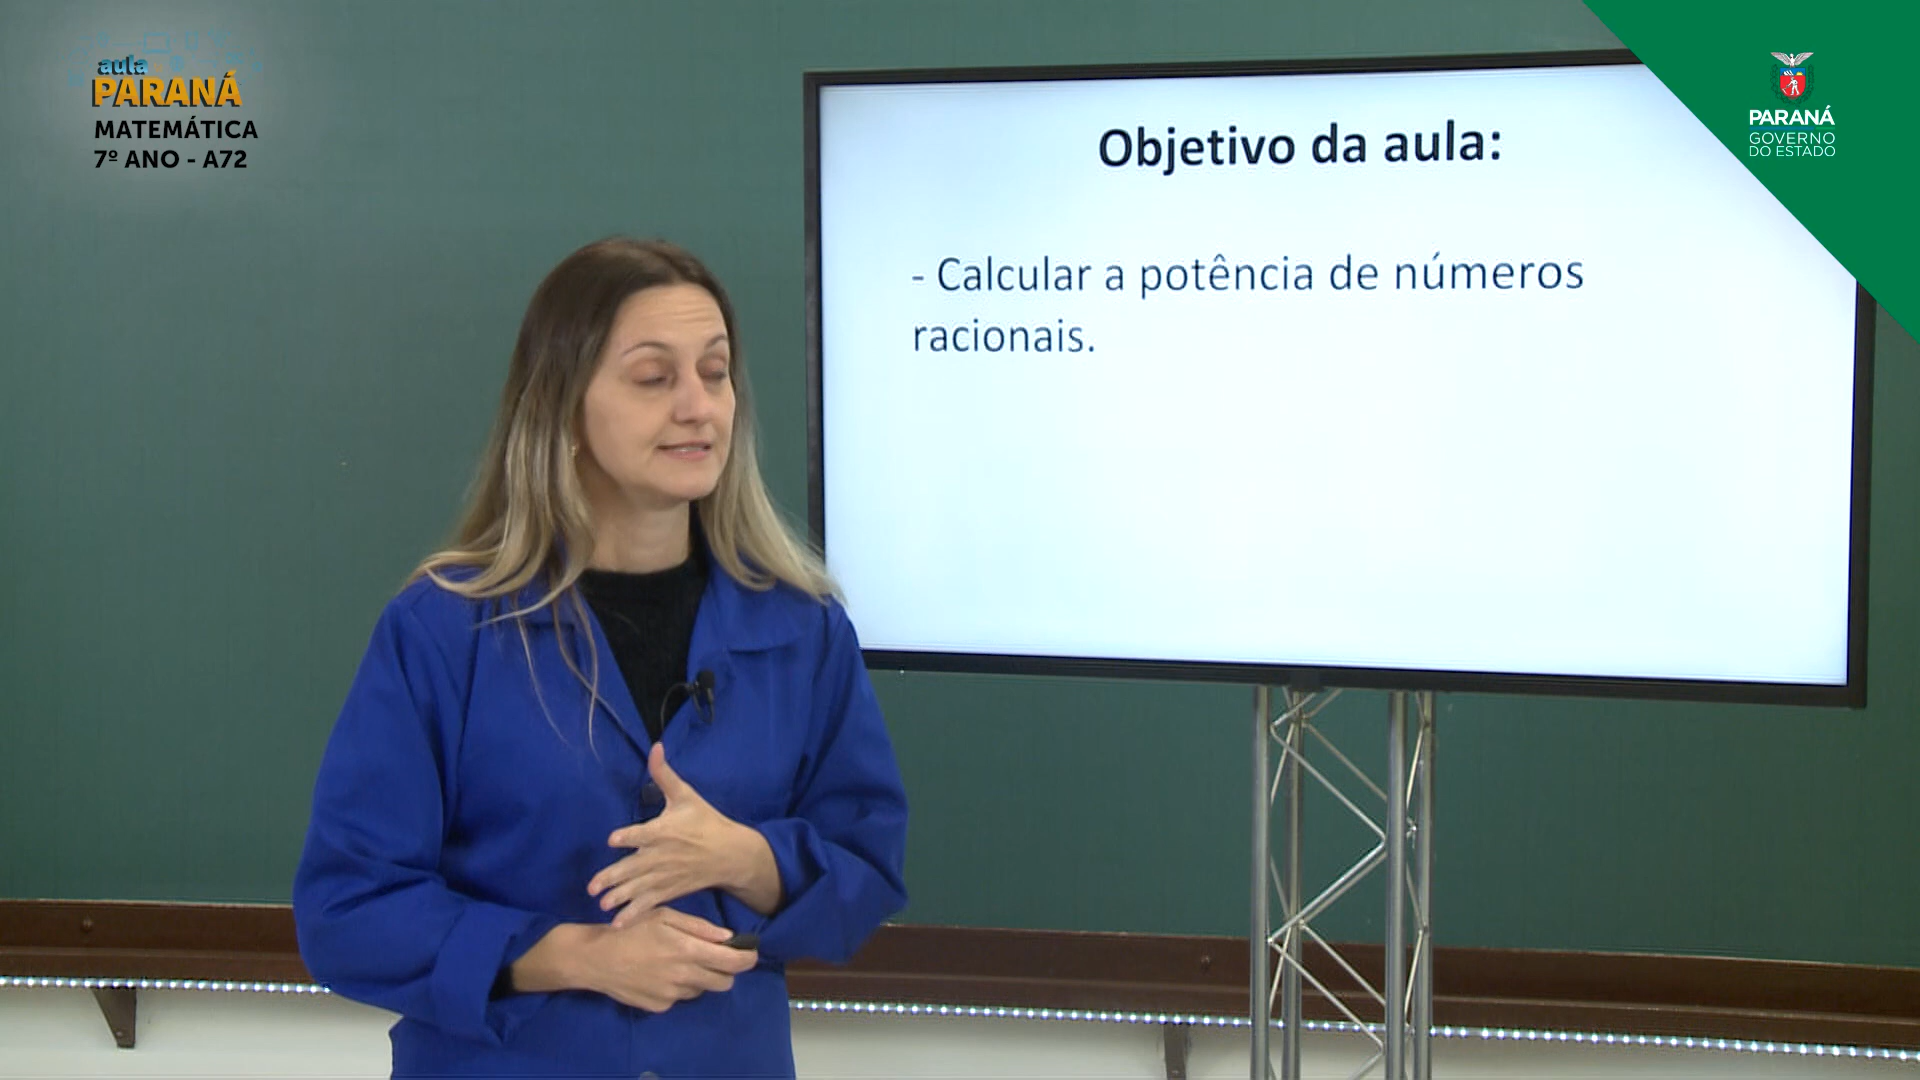 aula
PARANÁ
MATEMÁTICA
7º ANO - A72
Objetivo da aula:
- Calcular a potência de números
racionais.
PARANÁ
GOVERNO
DO ESTADO